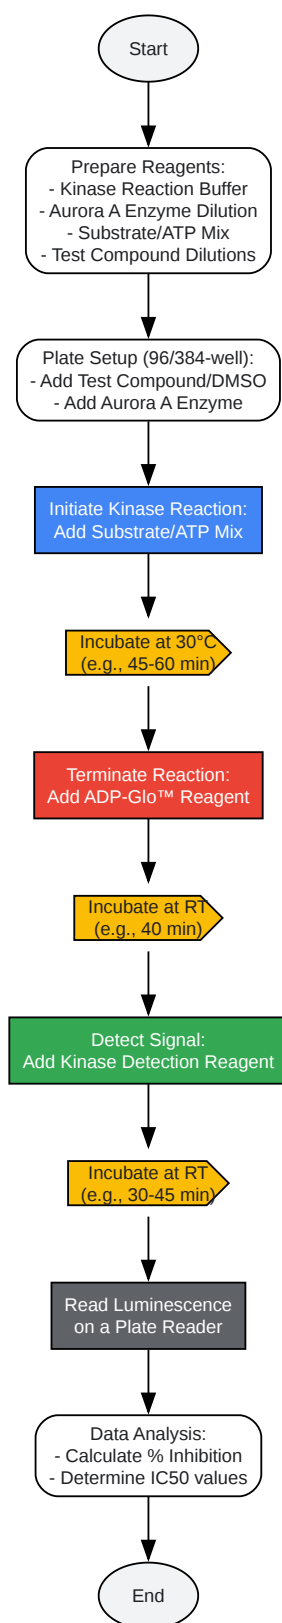 Start
Prepare Reagents:
- Kinase Reaction Buffer
- Aurora A Enzyme Dilution
- Substrate/ATP Mix
- Test Compound Dilutions
Plate Setup (96/384-well):
- Add Test Compound/DMSO
- Add Aurora A Enzyme
Initiate Kinase Reaction:
Add Substrate/ATP Mix
Incubate at 30°C
(e.g., 45-60 min)
Terminate Reaction:
Add ADP-Glo™ Reagent
Incubate at RT
(e.g., 40 min)
Detect Signal:
Add Kinase Detection Reagent
Incubate at RT
(e.g., 30-45 min)
Read Luminescence
on a Plate Reader
Data Analysis:
- Calculate % Inhibition
- Determine IC50 values
End